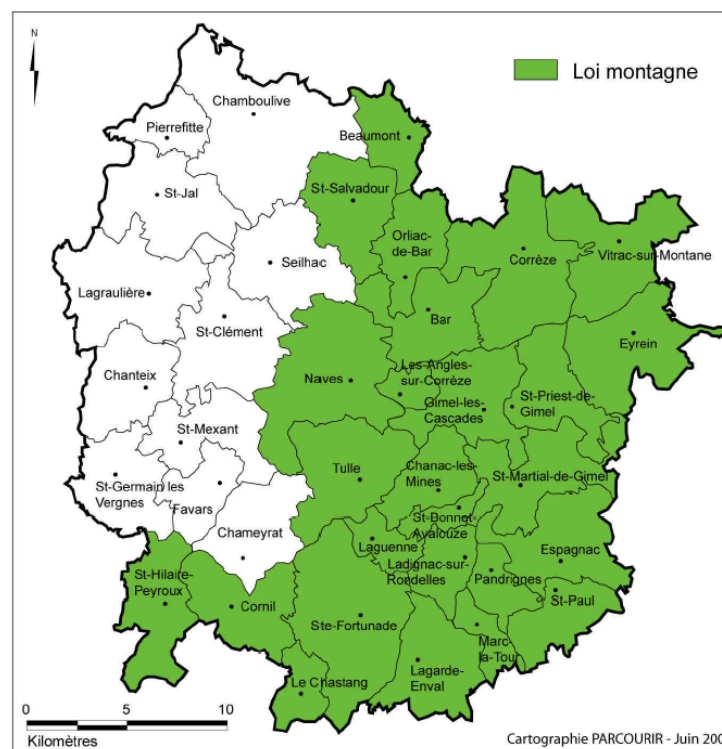 N
Loi montagne
Chamboulive
Pierrefitte
Beaumont
St-Jal
St-Salvadour
Orliac-
de-Bar
Corrèze
Vitrac-sur-Montane
Seilhac
Lagraulière
St-Clément
Bar
Eyrein
Chanteix
Naves
Les-Angles-
sur-Corrèze
Gimel-les-
Cascades
St-Priest-de-
Gimel
St-Mexant
Tulle
Chanac-les-
Mines
St-Martial-de-Gimel
St-Germain les
Vergnes
Favars
St-Bonnet-
Avalouze
Chameyrat
Laguenne
Ladignac-sur-
Rondelles
Espagnac
Pandrignes
St-Hilaire-
Peyroux
Cornil
St-Paul
Ste-Fortunade
Marc-
la-Tour
Lagarde-
Enval
Le Chastang
0 5 10
Kilomètres
Cartographie PARCOURIR - Juin 200